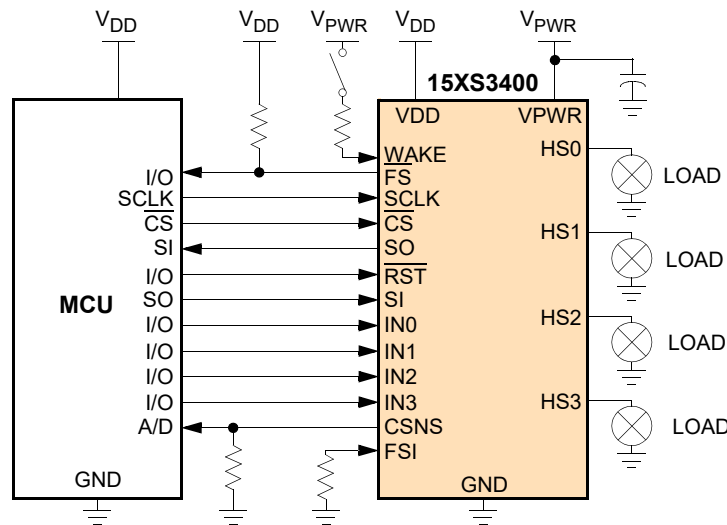 VDD VDD VPWR VDD VPWR
15XS3400
VDD VPWR
WAKE
I/O FS
SCLK SCLK
CS CS
SI SO
I/O RST
SO SI
I/O IN0
I/O IN1
I/O IN2
I/O IN3
A/D CSNS
FSI
MCU
GND
GND
HS0 LOAD
HS1 LOAD
HS2 LOAD
HS3 LOAD